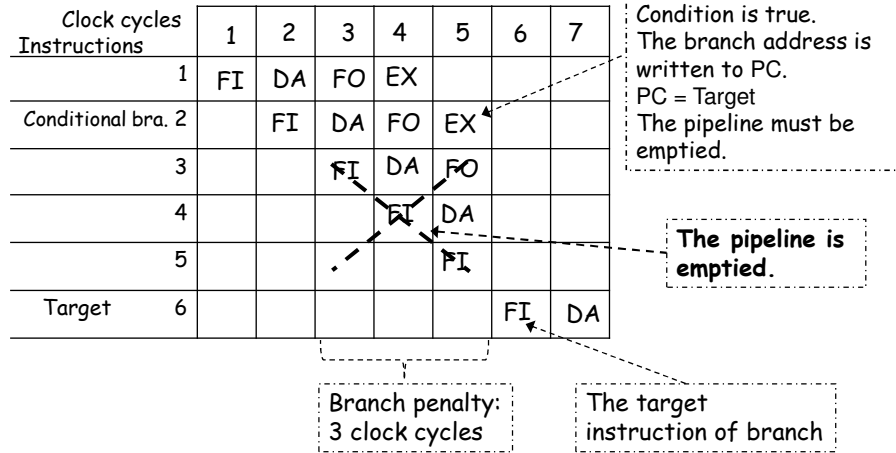 Clock cycles
Instructions
1 2 3 4 5 6 7
1 FI DA FO EX
Conditional bra. 2 FI DA FO EX
3 FI DA FO
4 FI DA
5 FI
Target 6 FI DA
Condition is true.
The branch address is
written to PC.
PC = Target
The pipeline must be
emptied.
The pipeline is
emptied.
Branch penalty:
3 clock cycles
The target
instruction of branch